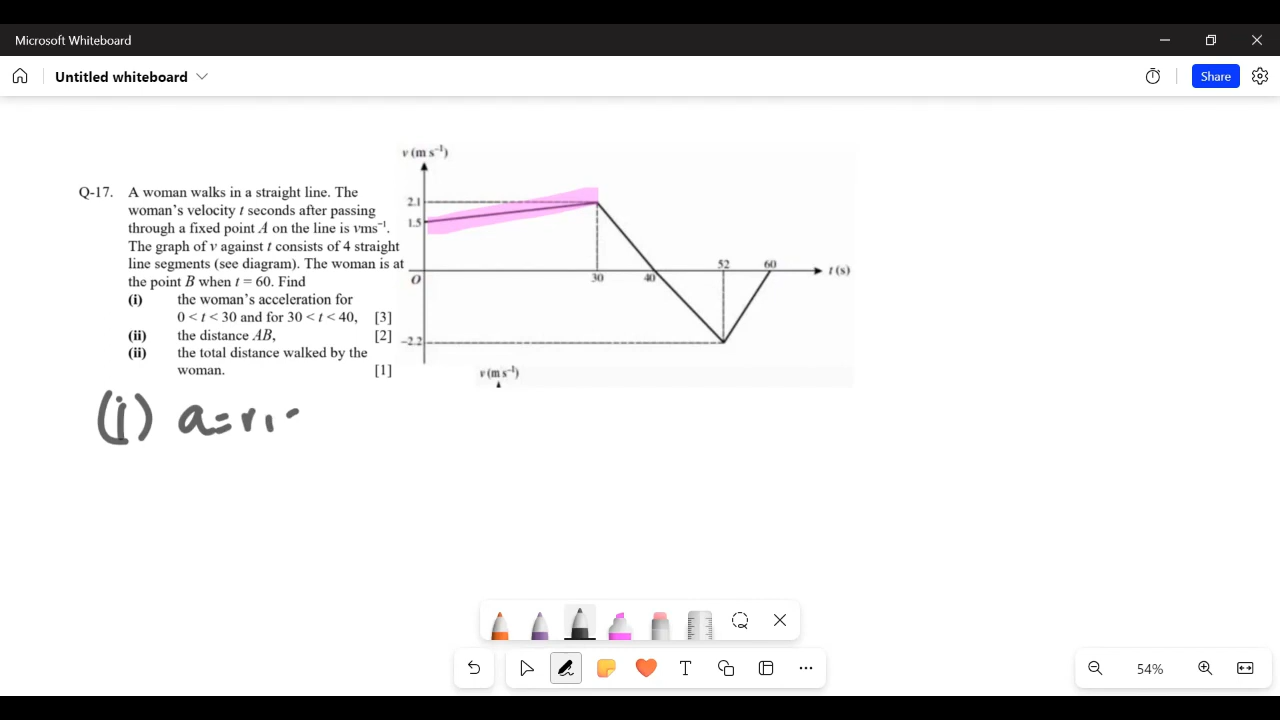 Microsoft Whiteboard
Untitled whiteboard
Share
v (m s⁻¹)
2.1
1.5
O
30
40
52
60
t (s)
−2.2
Q-17. A woman walks in a straight line. The
woman's velocity t seconds after passing
through a fixed point A on the line is vms⁻¹.
The graph of v against t consists of 4 straight
line segments (see diagram). The woman is at
the point B when t = 60. Find
(i) the woman's acceleration for
0 < t < 30 and for 30 < t < 40, [3]
(ii) the distance AB, [2]
(ii) the total distance walked by the
woman. [1]
v (m s⁻¹)
(i) a=
54%